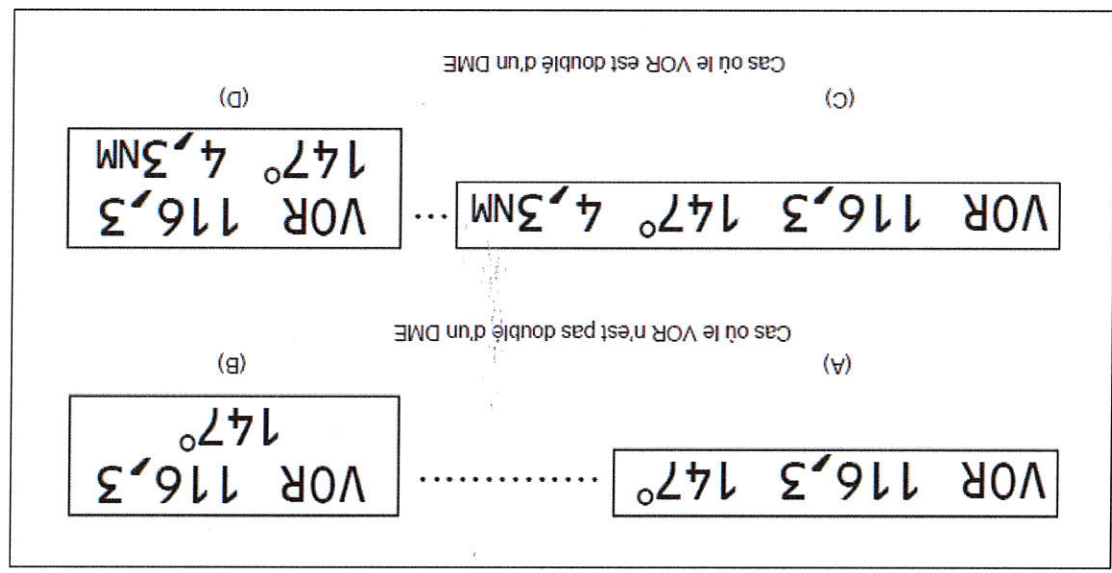 VOR 116,3 147°
..............
VOR 116,3
147°
(A)
(B)
Cas où le VOR n'est pas doublé d'un DME
VOR 116,3 147° 4,3NM
...
VOR 116,3
147° 4,3NM
(C)
(D)
Cas où le VOR est doublé d'un DME